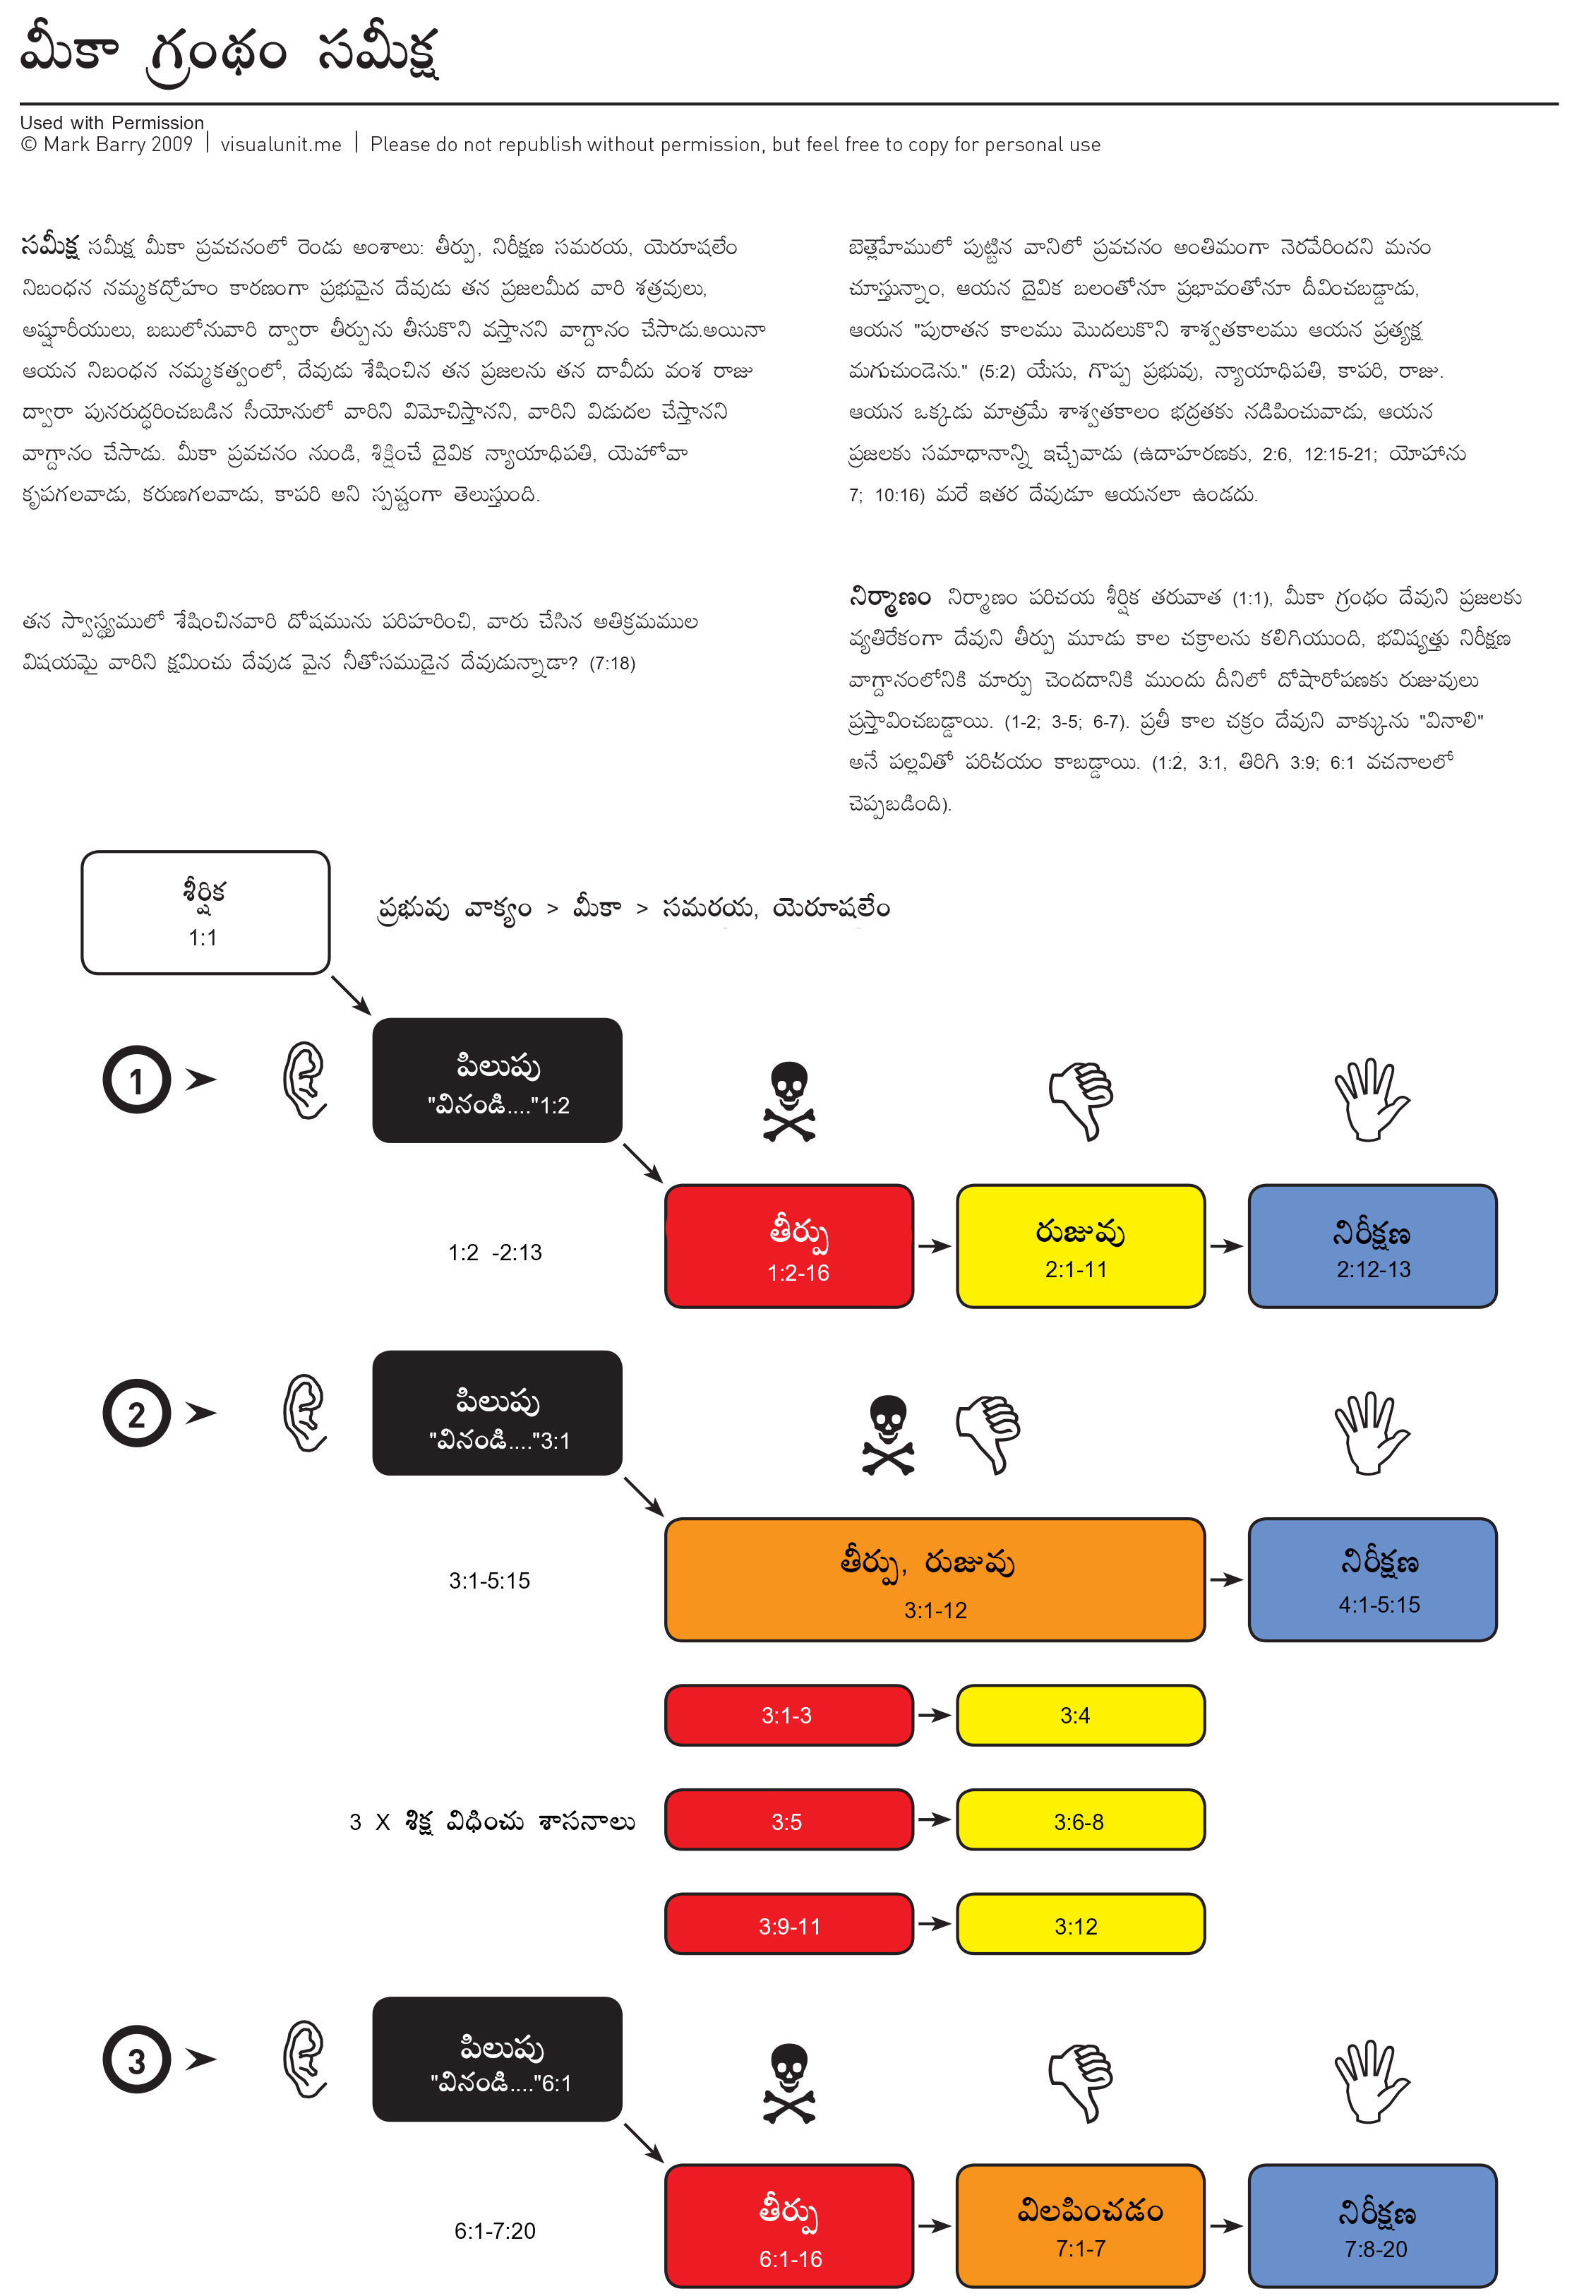 మీకా గ్రంథం సమీక్ష
Used with Permission
© Mark Barry 2009 | visualunit.me | Please do not republish without permission, but feel free to copy for personal use
సమీక్ష సమీక్ష మీకా ప్రవచనంలో రెండు అంశాలు: తీర్పు, నిరీక్షణ సమరయ, యెరూషలేం
నిబంధన నమ్మకద్రోహం కారణంగా ప్రభువైన దేవుడు తన ప్రజలమీద వారి శత్రవులు,
అష్షూరీయులు, బబులోనువారి ద్వారా తీర్పును తీసుకొని వస్తానని వాగ్దానం చేసాడు.అయినా
ఆయన నిబంధన నమ్మకత్వంలో, దేవుడు శేషించిన తన ప్రజలను తన దావీదు వంశ రాజు
ద్వారా పునరుద్ధరించబడిన సీయోనులో వారిని విమోచిస్తానని, వారిని విడుదల చేస్తానని
వాగ్దానం చేసాడు. మీకా ప్రవచనం నుండి, శిక్షించే దైవిక న్యాయాధిపతి, యెహోవా
కృపగలవాడు, కరుణగలవాడు, కాపరి అని స్పష్టంగా తెలుస్తుంది.
తన స్వాస్థ్యములో శేషించినవారి దోషమును పరిహరించి, వారు చేసిన అతిక్రమముల
విషయమై వారిని క్షమించు దేవుడ వైన నీతోసముడైన దేవుడున్నాడా? (7:18)
బెత్లెహేములో పుట్టిన వానిలో ప్రవచనం అంతిమంగా నెరవేరిందని మనం
చూస్తున్నాం, ఆయన దైవిక బలంతోనూ ప్రభావంతోనూ దీవించబడ్డాడు,
ఆయన "పురాతన కాలము మొదలుకొని శాశ్వతకాలము ఆయన ప్రత్యక్ష
మగుచుండెను." (5:2) యేసు, గొప్ప ప్రభువు, న్యాయాధిపతి, కాపరి, రాజు.
ఆయన ఒక్కడు మాత్రమే శాశ్వతకాలం భద్రతకు నడిపించువాడు, ఆయన
ప్రజలకు సమాధానాన్ని ఇచ్చేవాడు (ఉదాహరణకు, 2:6, 12:15-21; యోహాను
7; 10:16) మరే ఇతర దేవుడూ ఆయనలా ఉండదు.
నిర్మాణం నిర్మాణం పరిచయ శీర్షిక తరువాత (1:1), మీకా గ్రంథం దేవుని ప్రజలకు
వ్యతిరేకంగా దేవుని తీర్పు మూడు కాల చక్రాలను కలిగియుంది, భవిష్యత్తు నిరీక్షణ
వాగ్దానంలోనికి మార్పు చెందదానికి ముందు దీనిలో దోషారోపణకు రుజువులు
ప్రస్తావించబడ్డాయి. (1-2; 3-5; 6-7). ప్రతీ కాల చక్రం దేవుని వాక్కును "వినాలి"
అనే పల్లవితో పరిచయం కాబడ్డాయి. (1:2, 3:1, తిరిగి 3:9; 6:1 వచనాలలో
చెప్పబడింది).
శీర్షిక
1:1
ప్రభువు వాక్యం > మీకా > సమరయ, యెరూషలేం
1
పిలుపు
"వినండి...."1:2
1:2 -2:13
తీర్పు
1:2-16
రుజువు
2:1-11
నిరీక్షణ
2:12-13
2
పిలుపు
"వినండి...."3:1
3:1-5:15
తీర్పు, రుజువు
3:1-12
నిరీక్షణ
4:1-5:15
3:1-3
3:4
3 X శిక్ష విధించు శాసనాలు
3:5
3:6-8
3:9-11
3:12
3
పిలుపు
"వినండి...."6:1
6:1-7:20
తీర్పు
6:1-16
విలపించడం
7:1-7
నిరీక్షణ
7:8-20